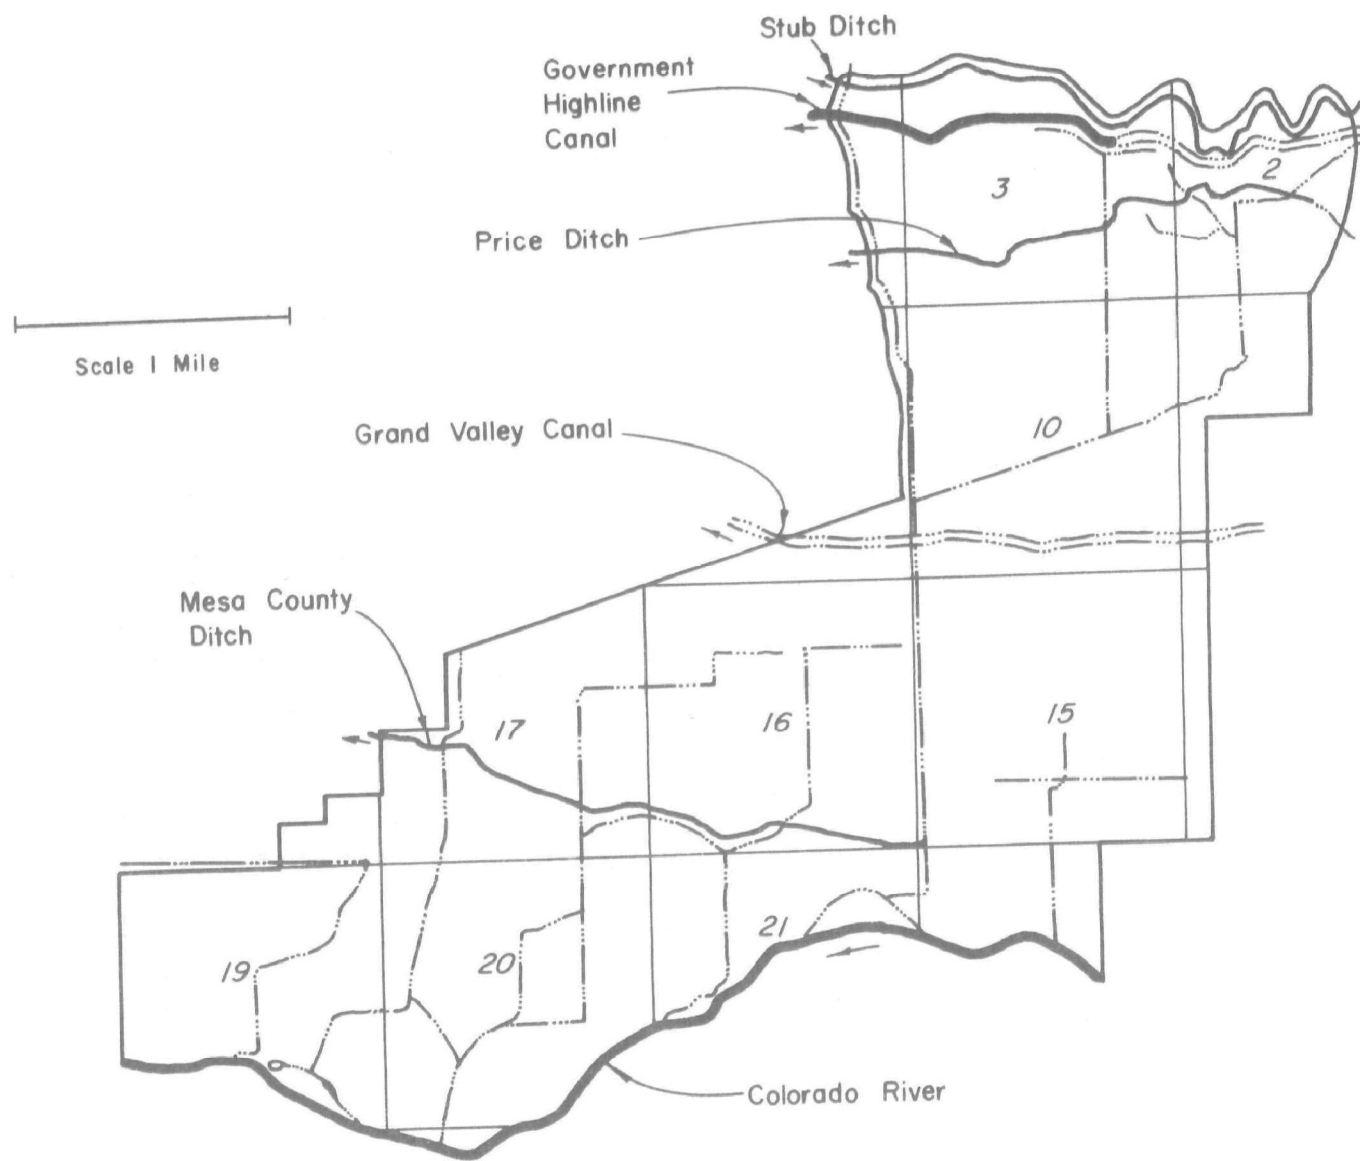 Stub Ditch
Government
Highline
Canal
2
3
Price Ditch
Scale 1 Mile
10
Grand Valley Canal
Mesa County
Ditch
17
16
15
21
19
20
Colorado River